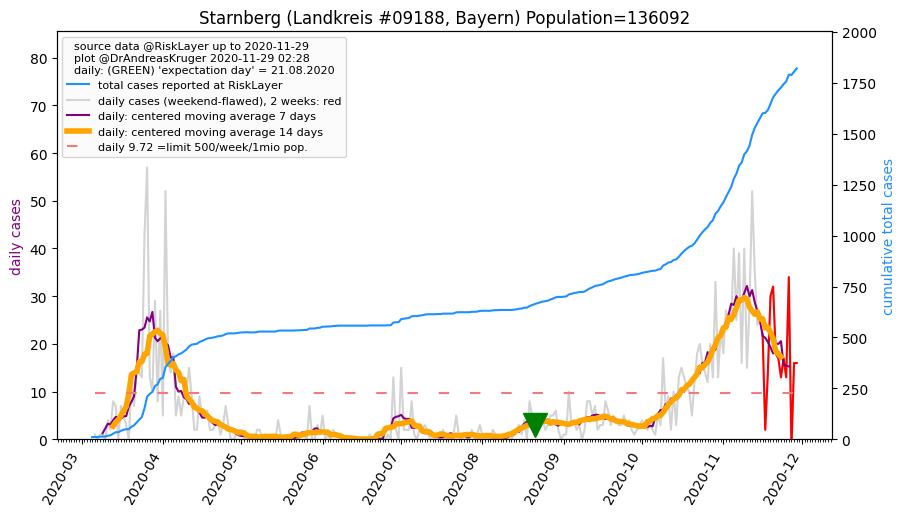 Starnberg (Landkreis #09188, Bayern) Population=136092
source data @RiskLayer up to 2020-11-29
plot @DrAndreasKruger 2020-11-29 02:28
daily: (GREEN) 'expectation day' = 21.08.2020
total cases reported at RiskLayer
daily cases (weekend-flawed), 2 weeks: red
daily: centered moving average 7 days
daily: centered moving average 14 days
daily 9.72 =limit 500/week/1mio pop.
daily cases
80
70
60
50
40
30
20
10
0
cumulative total cases
2000
1750
1500
1250
1000
750
500
250
0
2020-03
2020-04
2020-05
2020-06
2020-07
2020-08
2020-09
2020-10
2020-11
2020-12